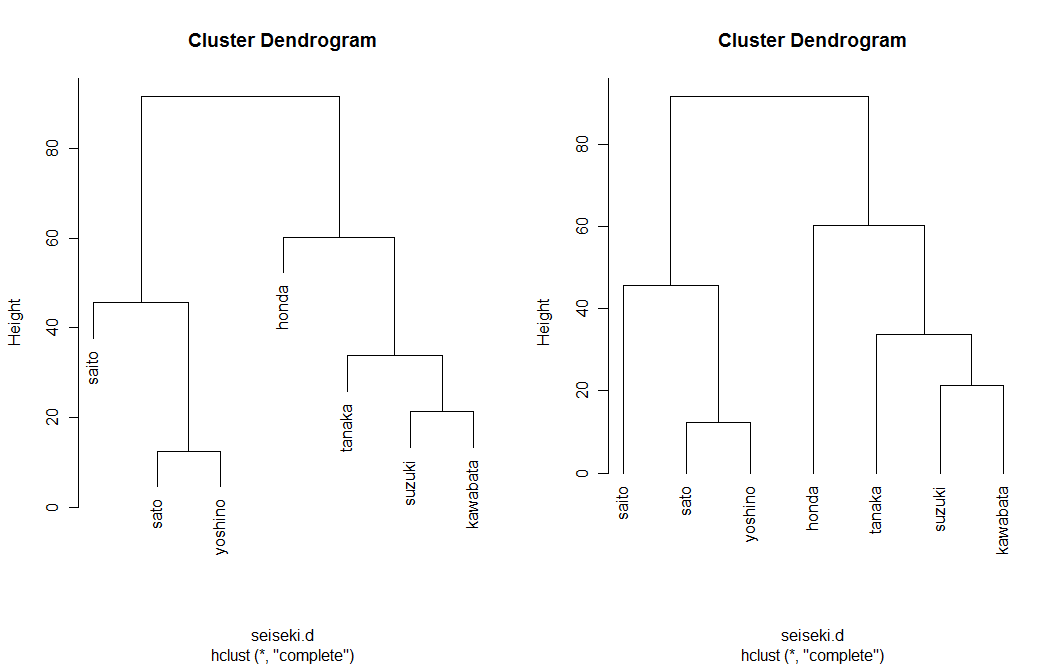 Cluster Dendrogram
Height
0
20
40
60
80
saito
sato
yoshino
honda
tanaka
suzuki
kawabata
seiseki.d
hclust (*, "complete")
Cluster Dendrogram
Height
0
20
40
60
80
saito
sato
yoshino
honda
tanaka
suzuki
kawabata
seiseki.d
hclust (*, "complete")